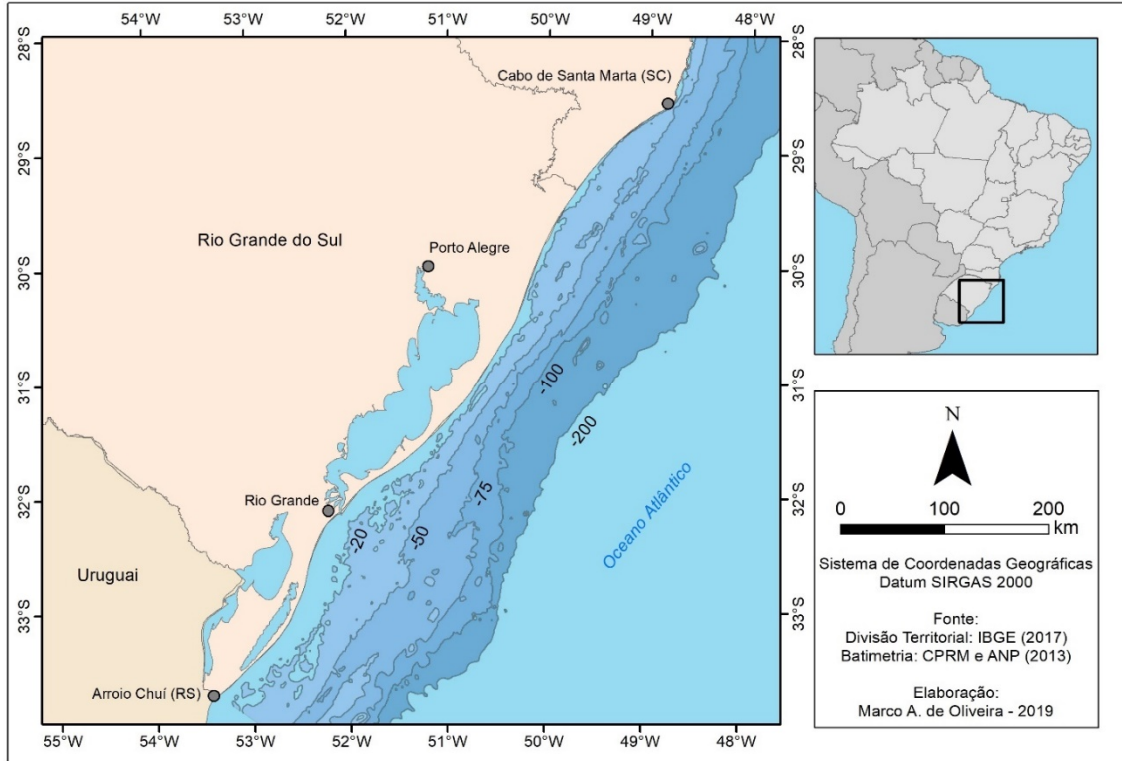 54°W 53°W 52°W 51°W 50°W 49°W 48°W
28°S
29°S
30°S
31°S
32°S
33°S
28°S
29°S
30°S
31°S
32°S
33°S
55°W 54°W 53°W 52°W 51°W 50°W 49°W 48°W
Cabo de Santa Marta (SC)
Rio Grande do Sul
Porto Alegre
-100
-200
Rio Grande
-75
-50
-20
Oceano Atlântico
Uruguai
Arroio Chuí (RS)
N
0 100 200
km
Sistema de Coordenadas Geográficas
Datum SIRGAS 2000
Fonte:
Divisão Territorial: IBGE (2017)
Batimetria: CPRM e ANP (2013)
Elaboração:
Marco A. de Oliveira - 2019